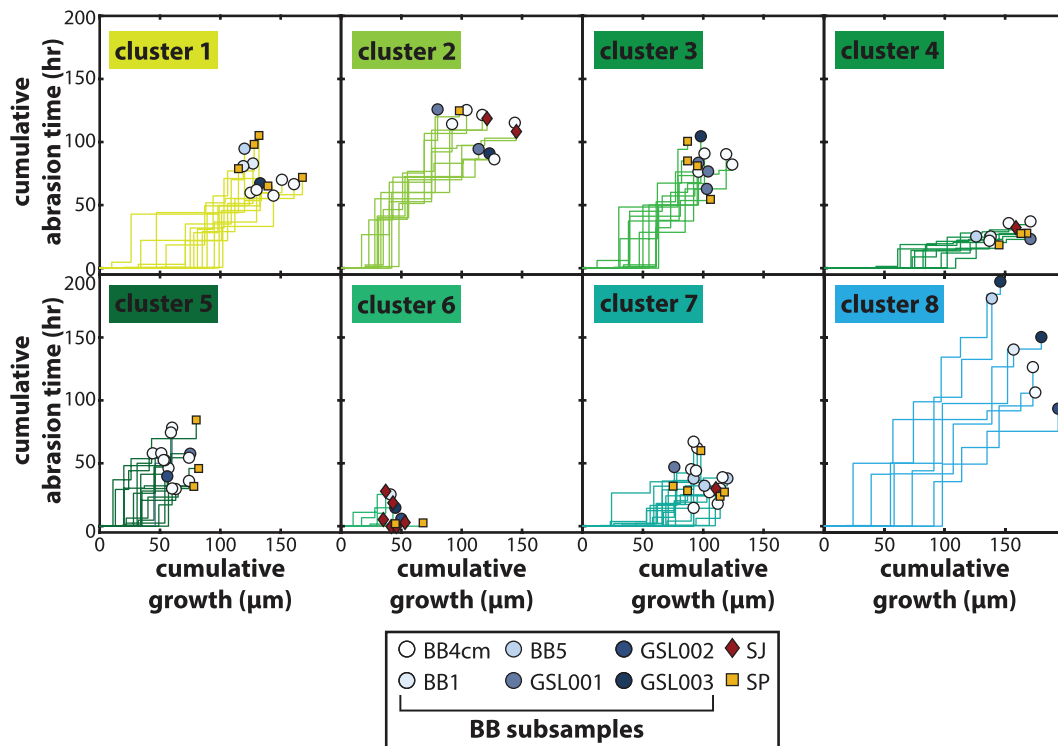 cluster 1
cluster 2
cluster 3
cluster 4
cumulative
abrasion time (hr)
200
150
100
50
0
cluster 5
cluster 6
cluster 7
cluster 8
cumulative
abrasion time (hr)
200
150
100
50
0
0 50 100 150
0 50 100 150
0 50 100 150
0 50 100 150
cumulative
growth (μm)
cumulative
growth (μm)
cumulative
growth (μm)
cumulative
growth (μm)
BB4cm BB5 GSL002 SJ
BB1 GSL001 GSL003 SP
BB subsamples